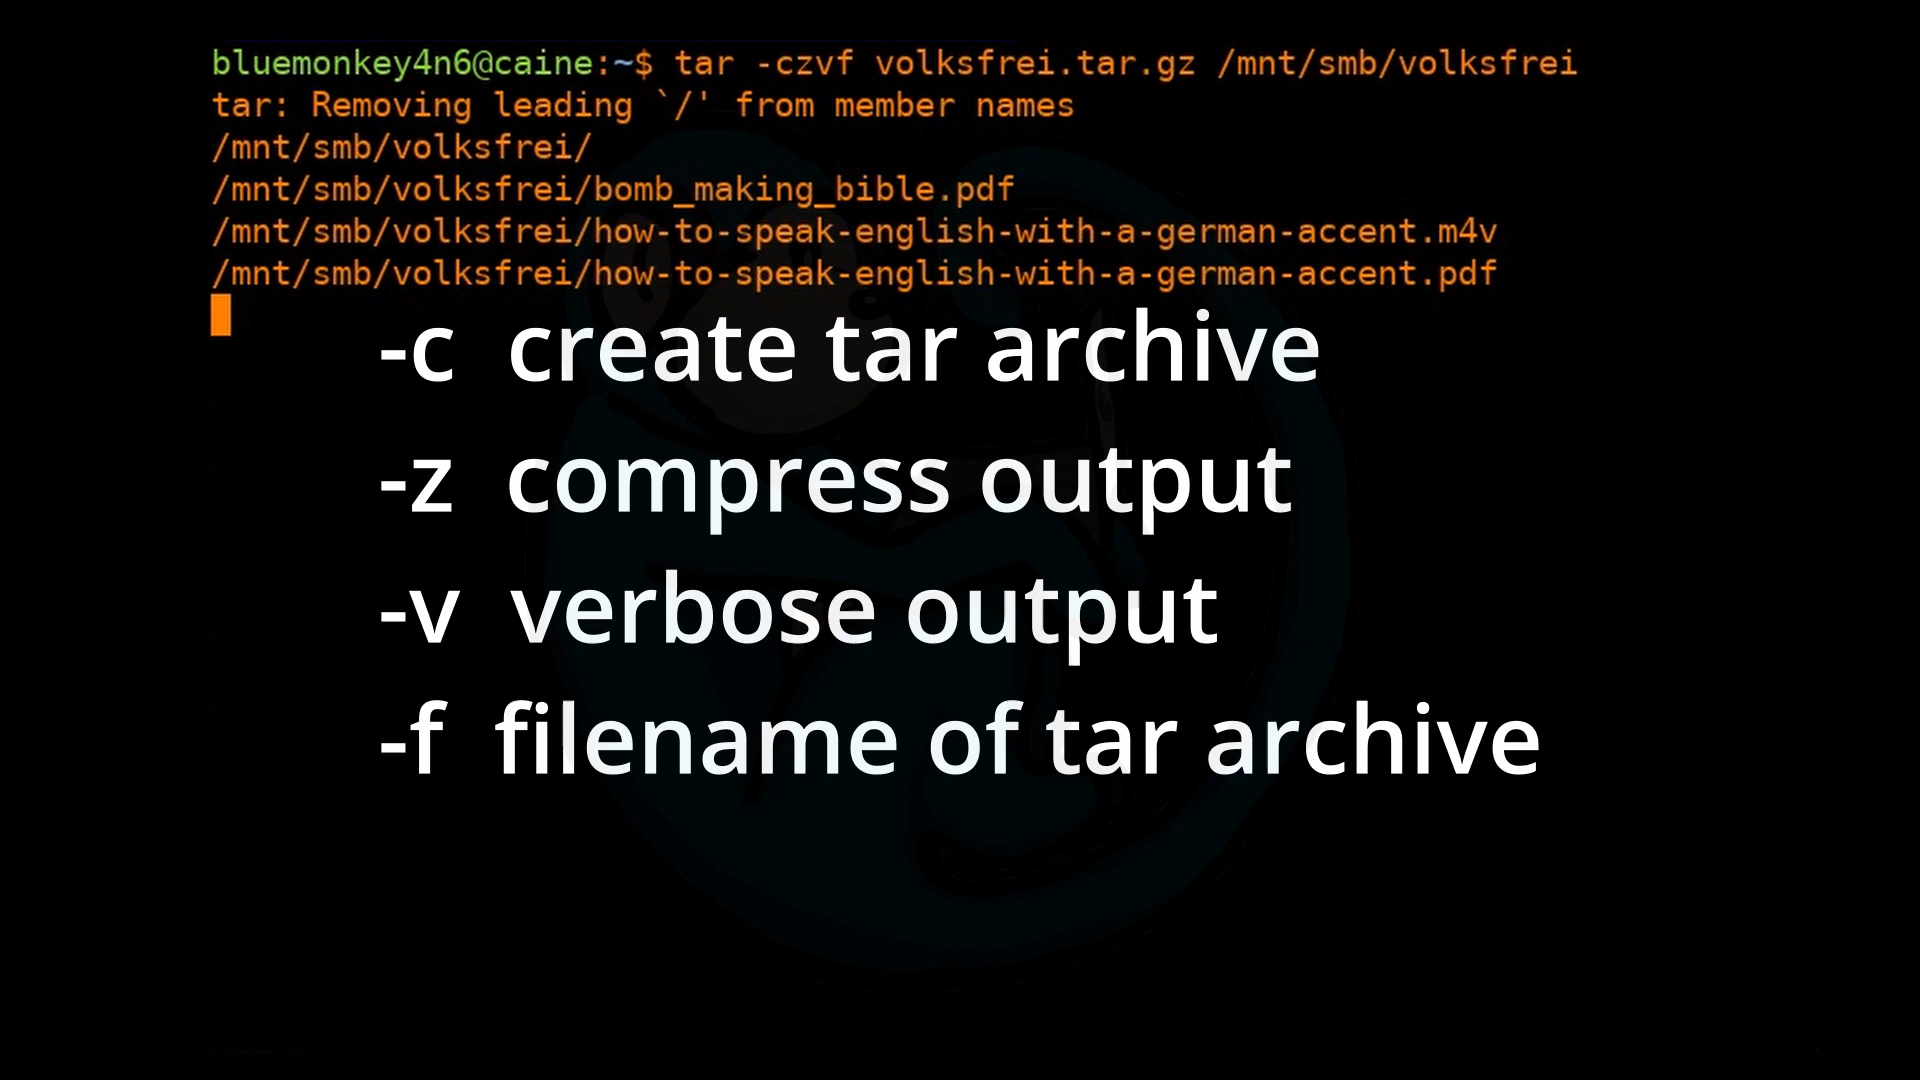 bluemonkey4n6@caine:~$ tar -czvf volksfrei.tar.gz /mnt/smb/volksfrei
tar: Removing leading `/' from member names
/mnt/smb/volksfrei/
/mnt/smb/volksfrei/bomb_making_bible.pdf
/mnt/smb/volksfrei/how-to-speak-english-with-a-german-accent.m4v
/mnt/smb/volksfrei/how-to-speak-english-with-a-german-accent.pdf
-c create tar archive
-z compress output
-v verbose output
-f filename of tar archive